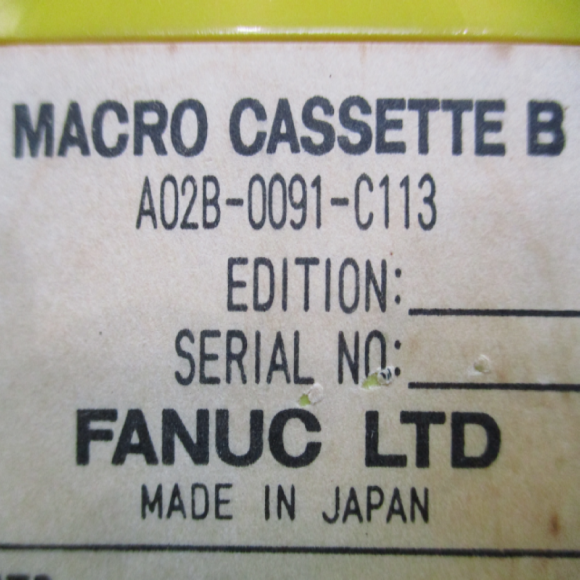 MACRO CASSETTE B
A02B-0091-C113
EDITION:
SERIAL NO:
FANUC LTD
MADE IN JAPAN